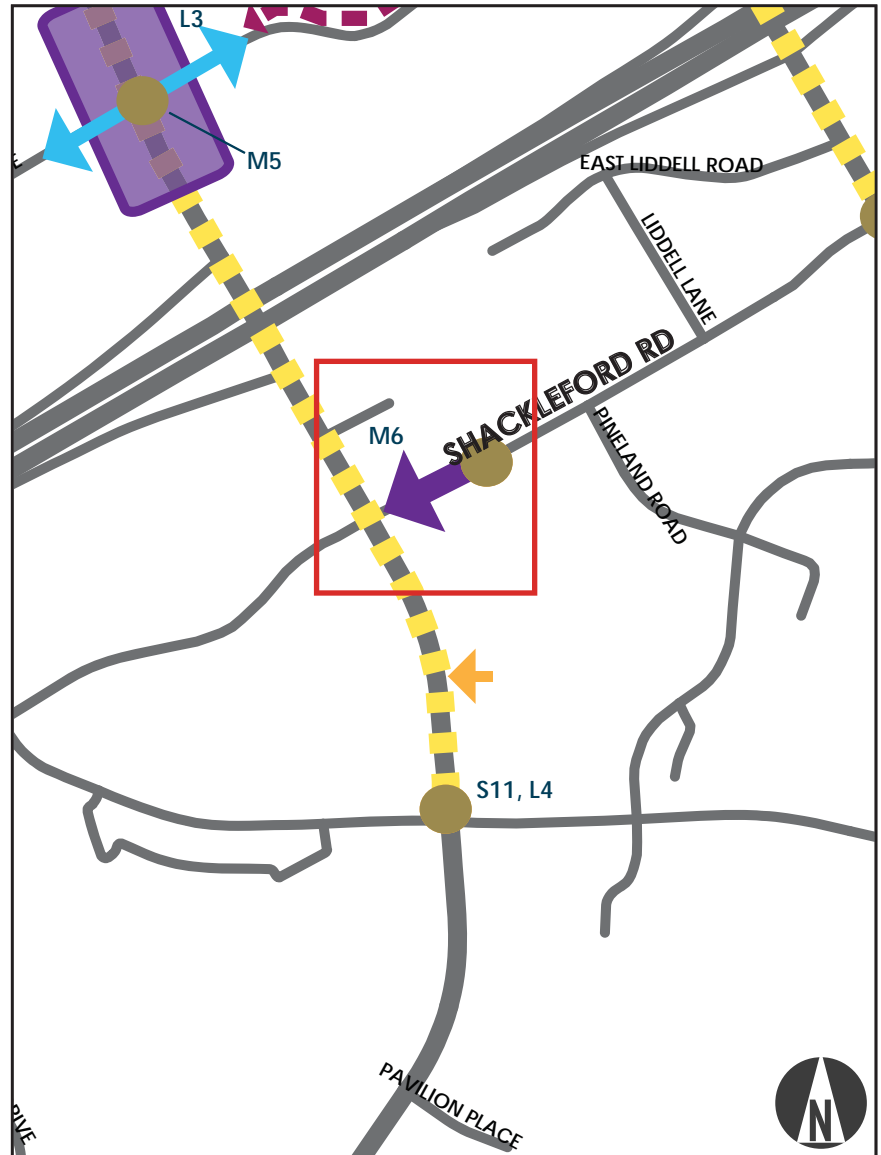 L3
M5
EAST LIDDELL ROAD
LIDDELL LANE
SHACKLEFORD RD
M6
PINELAND ROAD
S11, L4
PAVILION PLACE
N